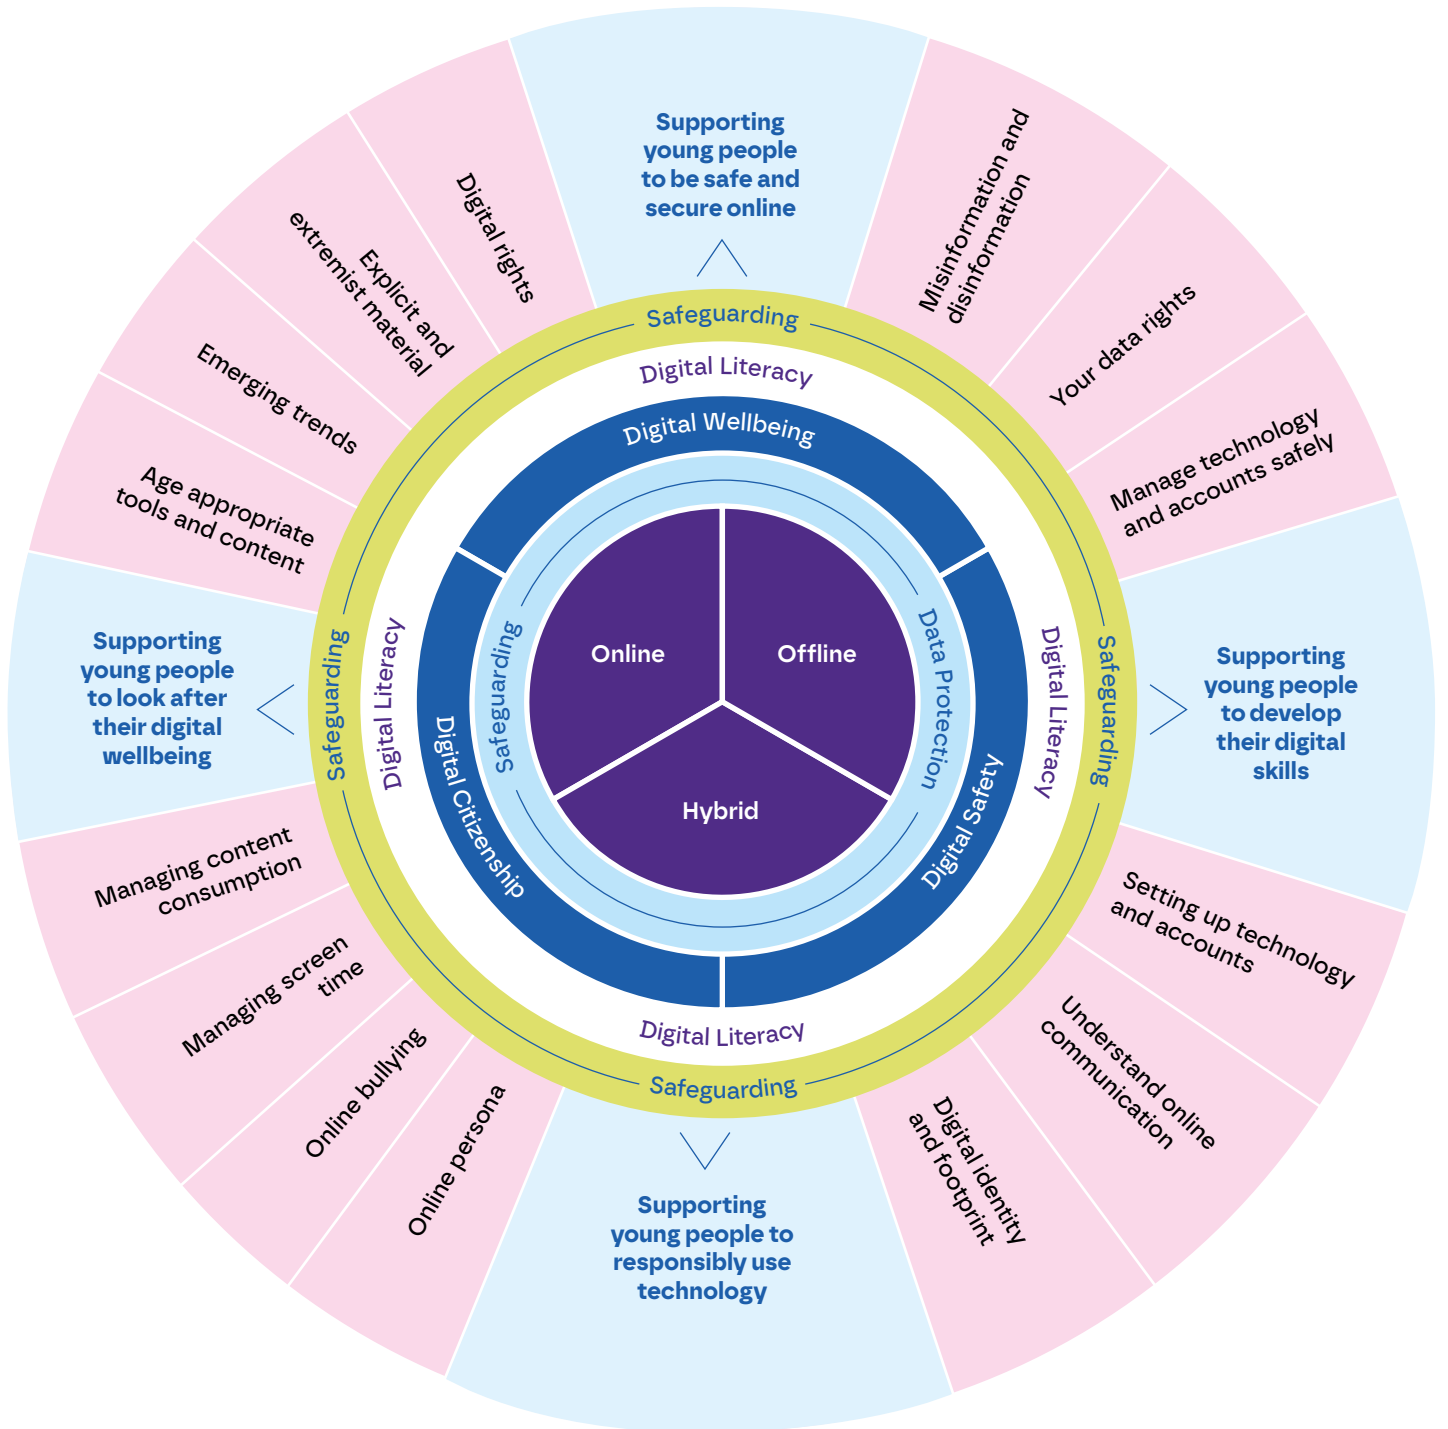 Supporting
young people
to be safe and
secure online
Misinformation and
disinformation
Your data rights
Manage technology
and accounts safely
Supporting
young people
to develop
their digital
skills
Setting up technology
and accounts
Understand online
communication
Digital identity
and footprint
Supporting
young people to
responsibly use
technology
Online persona
Online bullying
Managing screen
time
Managing content
consumption
Supporting
young people
to look after
their digital
wellbeing
Age appropriate
tools and content
Emerging trends
Explicit and
extremist material
Digital rights
Safeguarding
Safeguarding
Safeguarding
Safeguarding
Digital Literacy
Digital Literacy
Digital Literacy
Digital Literacy
Digital Wellbeing
Digital Safety
Digital Citizenship
Safeguarding
Data Protection
Online
Offline
Hybrid